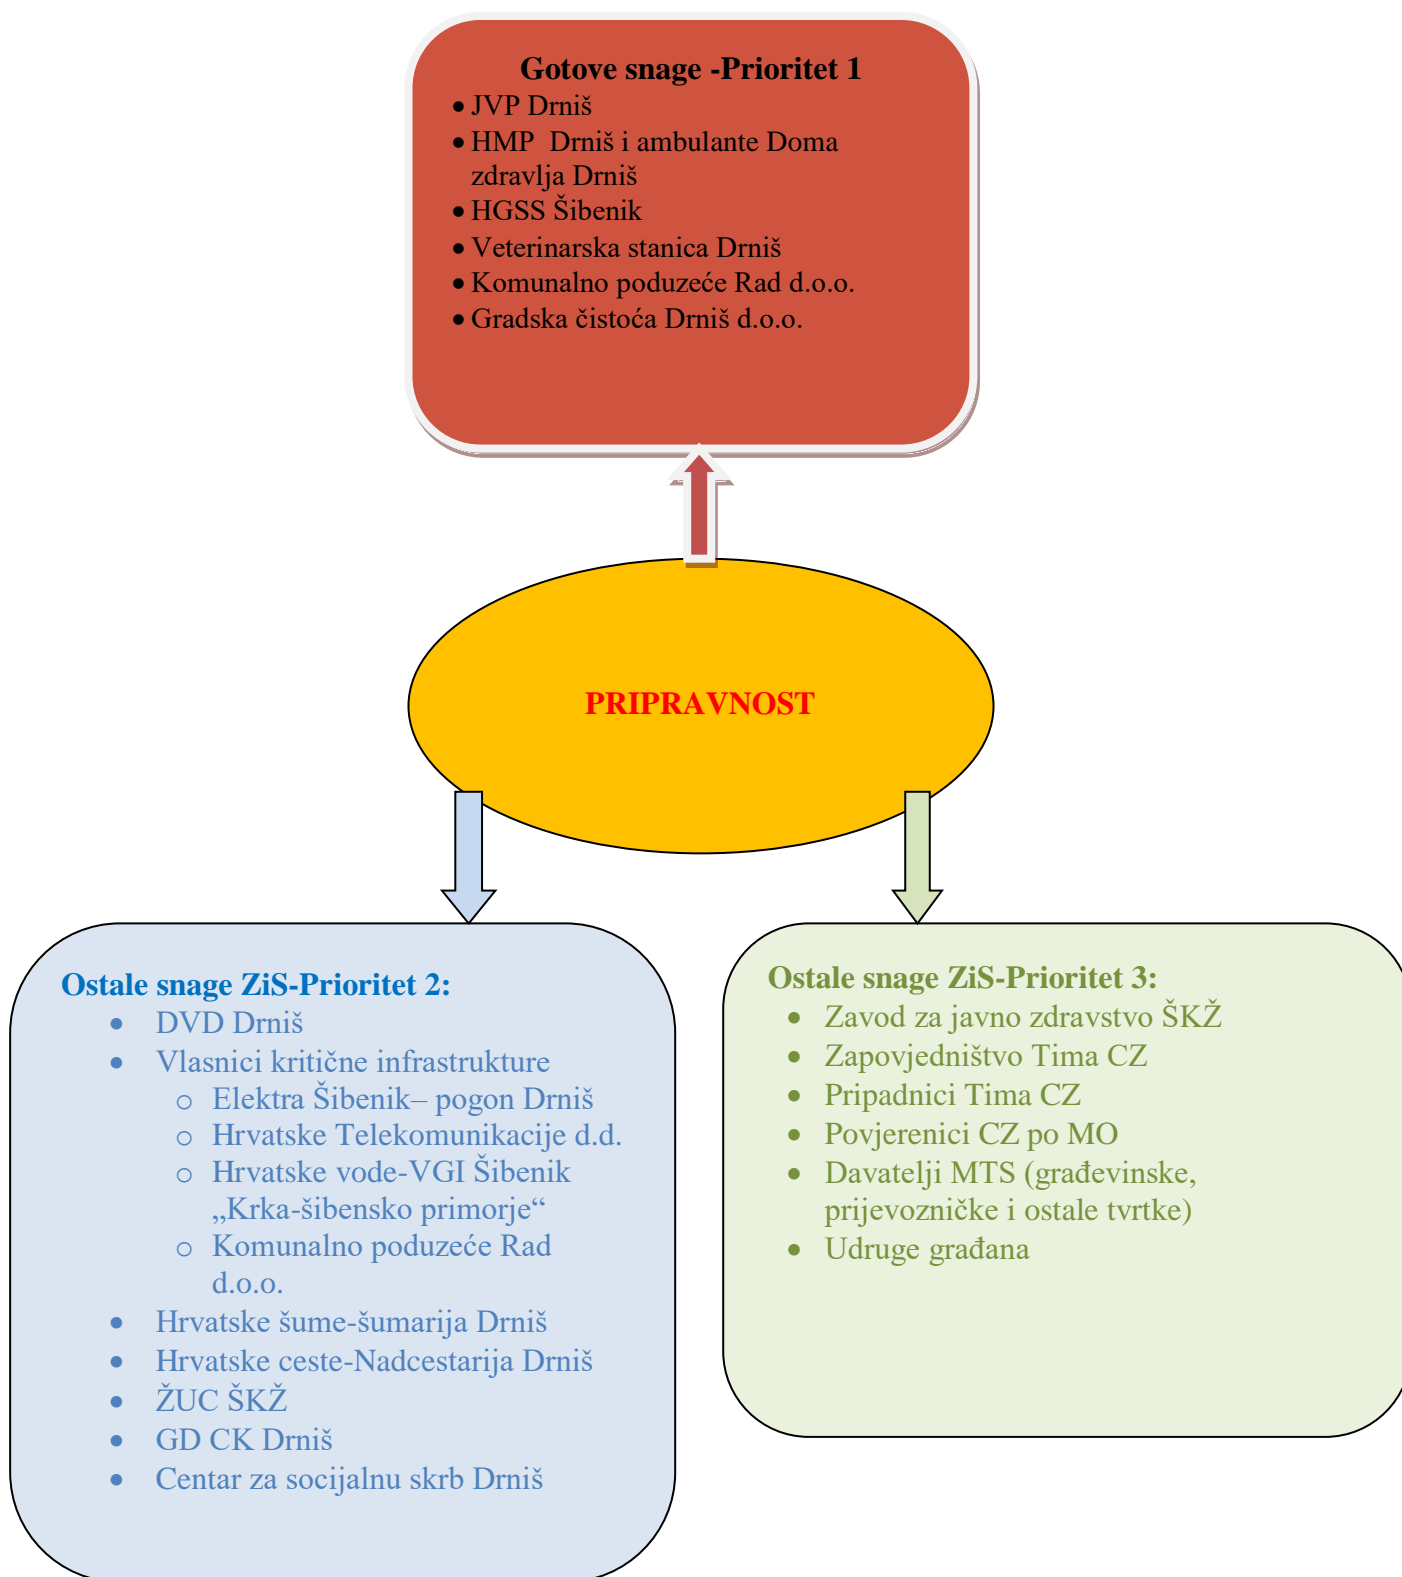 Gotove snage -Prioritet 1
• JVP Drniš
• HMP  Drniš i ambulante Doma
zdravlja Drniš
• HGSS Šibenik
• Veterinarska stanica Drniš
• Komunalno poduzeće Rad d.o.o.
• Gradska čistoća Drniš d.o.o.
PRIPRAVNOST
Ostale snage ZiS-Prioritet 2:
• DVD Drniš
• Vlasnici kritične infrastrukture
o Elektra Šibenik– pogon Drniš
o Hrvatske Telekomunikacije d.d.
o Hrvatske vode-VGI Šibenik
„Krka-šibensko primorje“
o Komunalno poduzeće Rad
d.o.o.
• Hrvatske šume-šumarija Drniš
• Hrvatske ceste-Nadcestarija Drniš
• ŽUC ŠKŽ
• GD CK Drniš
• Centar za socijalnu skrb Drniš
Ostale snage ZiS-Prioritet 3:
• Zavod za javno zdravstvo ŠKŽ
• Zapovjedništvo Tima CZ
• Pripadnici Tima CZ
• Povjerenici CZ po MO
• Davatelji MTS (građevinske,
prijevozničke i ostale tvrtke)
• Udruge građana